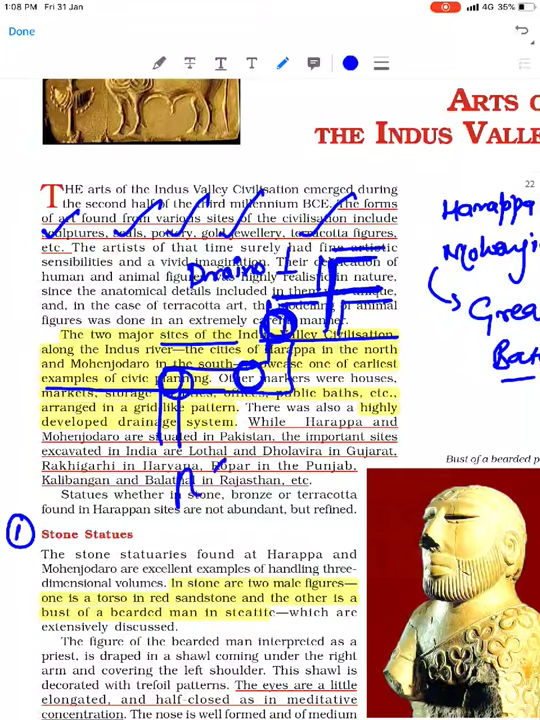 1:08 PM Fri 31 Jan
4G 35%
Done
T T T
ARTS O
THE INDUS VALLE
22
THE arts of the Indus Valley Civilisation emerged during
the second half of the third millennium BCE. The forms
of art found from various sites of the civilisation include
sculptures, seals, pottery, gold jewellery, terracotta figures,
etc. The artists of that time surely had fine artistic
sensibilities and a vivid imagination. Their delineation of
human and animal figures was highly realistic in nature,
since the anatomical details included in them was unique,
and, in the case of terracotta art, the modelling of animal
figures was done in an extremely careful manner.
The two major sites of the Indus Valley Civilisation,
along the Indus river—the cities of Harappa in the north
and Mohenjodaro in the south—showcase one of earliest
examples of civic planning. Other markers were houses,
markets, storage facilities, offices, public baths, etc.,
arranged in a grid-like pattern. There was also a highly
developed drainage system. While Harappa and
Mohenjodaro are situated in Pakistan, the important sites
excavated in India are Lothal and Dholavira in Gujarat,
Rakhigarhi in Haryana, Ropar in the Punjab,
Kalibangan and Balathal in Rajasthan, etc.
Statues whether in stone, bronze or terracotta
found in Harappan sites are not abundant, but refined.
1
Stone Statues
The stone statuaries found at Harappa and
Mohenjodaro are excellent examples of handling three-
dimensional volumes. In stone are two male figures—
one is a torso in red sandstone and the other is a
bust of a bearded man in steatite—which are
extensively discussed.
The figure of the bearded man interpreted as a
priest, is draped in a shawl coming under the right
arm and covering the left shoulder. This shawl is
decorated with trefoil patterns. The eyes are a little
elongated, and half-closed as in meditative
concentration. The nose is well formed and of medium
Harappa
Mohanj
Grea
Bat
Bust of a bearded p